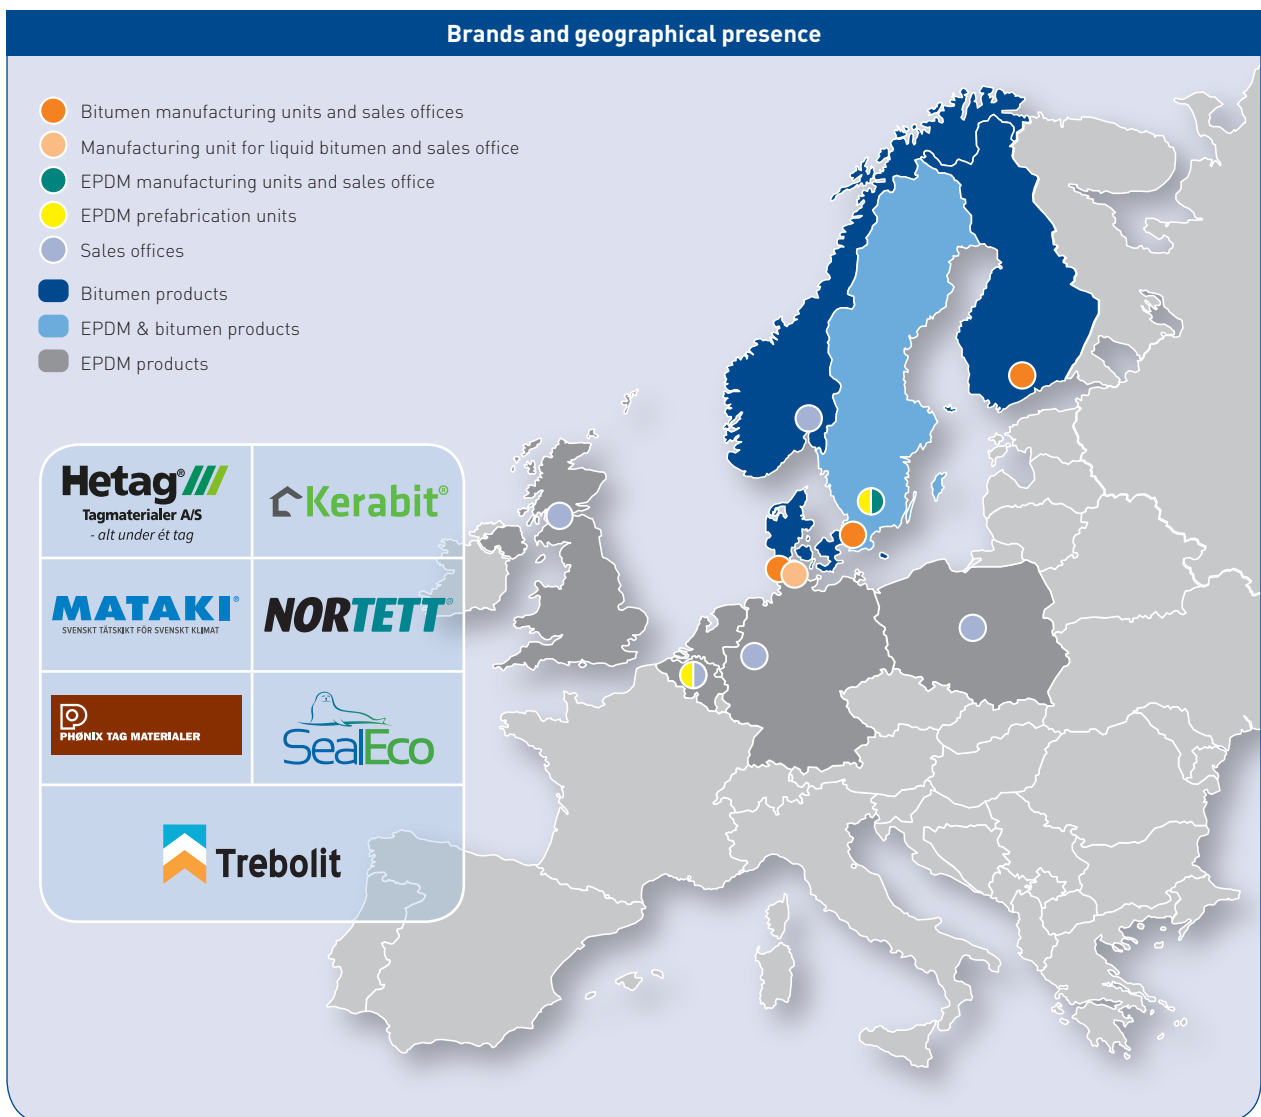 Brands and geographical presence
Bitumen manufacturing units and sales offices
Manufacturing unit for liquid bitumen and sales office
EPDM manufacturing units and sales office
EPDM prefabrication units
Sales offices
Bitumen products
EPDM & bitumen products
EPDM products
Hetag®
Tagmaterialer A/S
- alt under ét tag
Kerabit®
MATAKI®
SVENSKT TÄTSKIKT FÖR SVENSKT KLIMAT
NORTETT®
PHØNIX TAG MATERIALER
SealEco
Trebolit